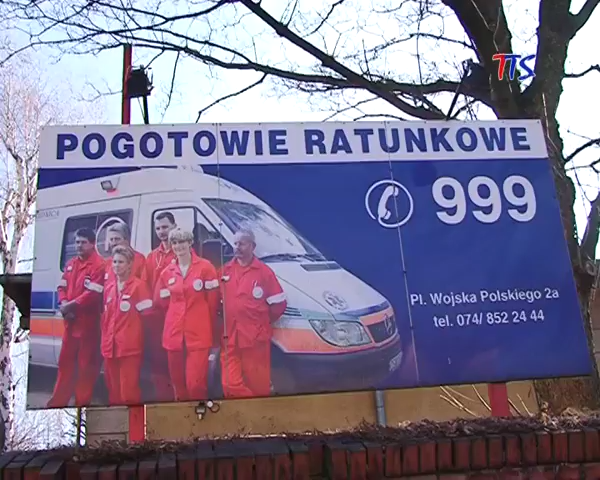 TTS
POGOTOWIE RATUNKOWE
999
Pl. Wojska Polskiego 2a
tel. 074/ 852 24 44